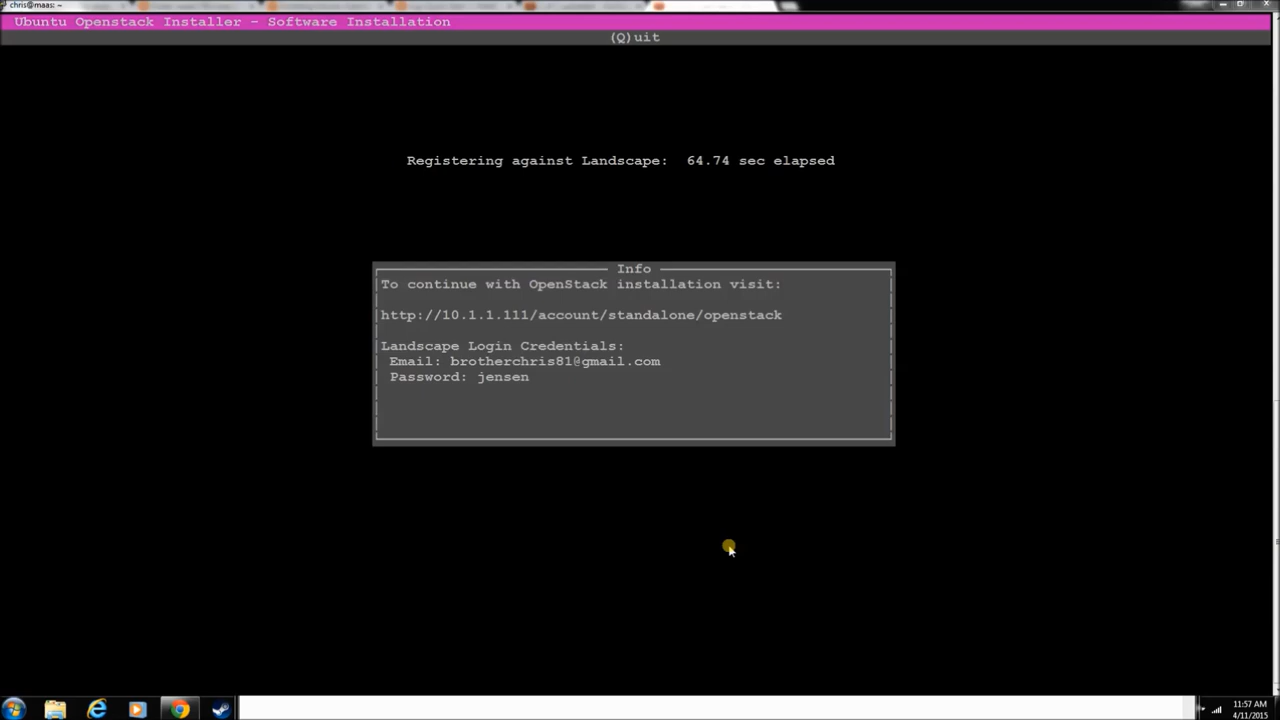 chris@maas: ~
Ubuntu Openstack Installer - Software Installation
(Q)uit
Registering against Landscape:  64.74 sec elapsed
Info
To continue with OpenStack installation visit:
http://10.1.1.111/account/standalone/openstack
Landscape Login Credentials:
Email: brotherchris81@gmail.com
Password: jensen
11:57 AM
4/11/2015